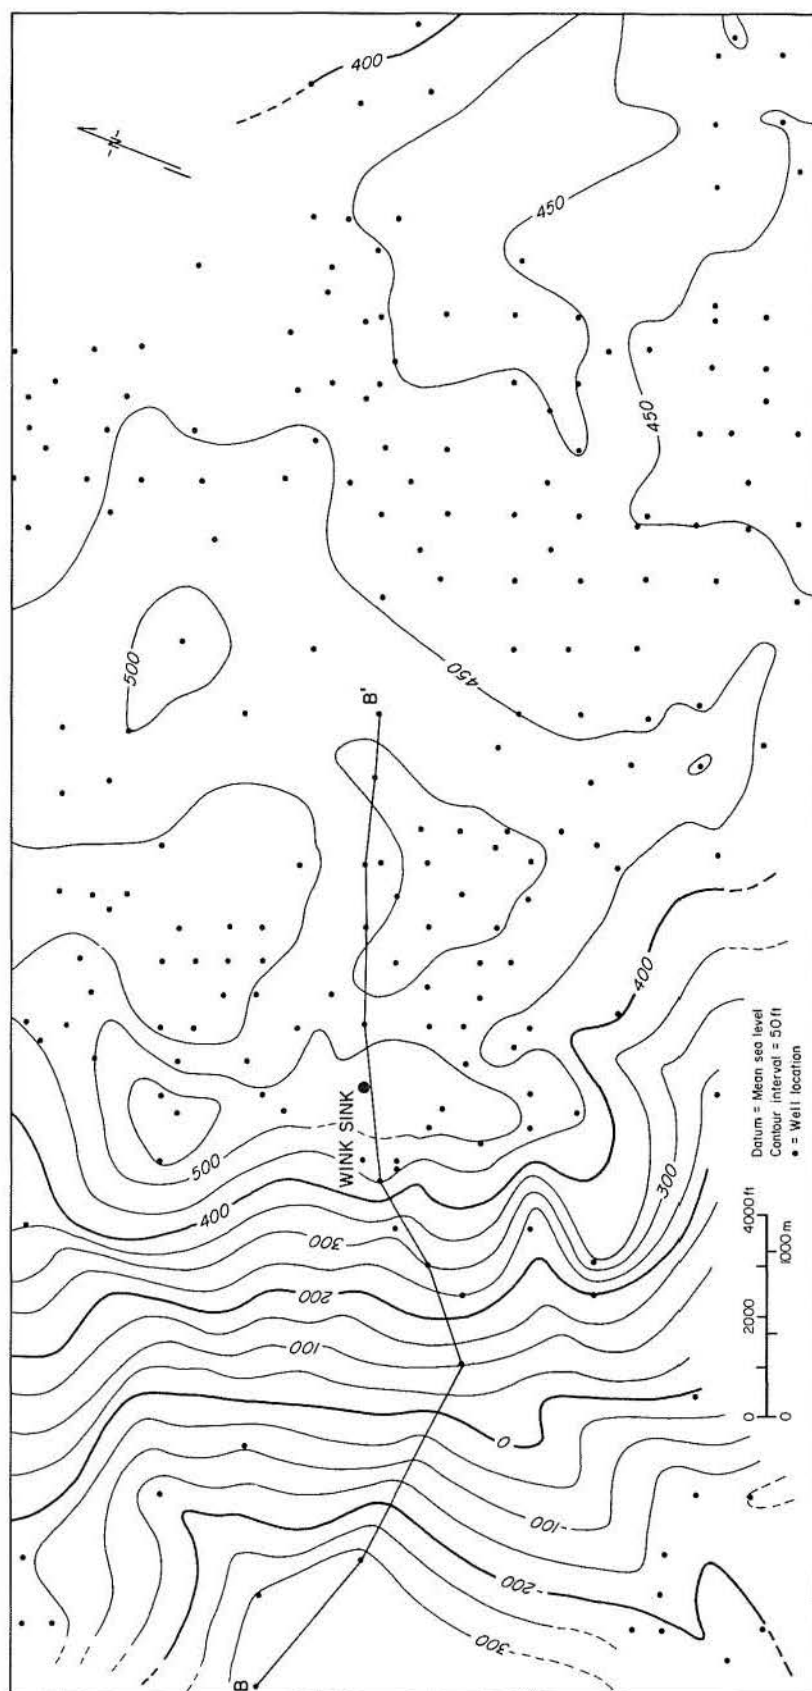 400
N
450
450
450
500
450
B'
400
WINK SINK
500
400
300
300
200
100
0
-100
-200
-300
B
Datum = Mean sea level
Contour interval = 50 ft
• = Well location
0 2000 4000 ft
0 1000 m